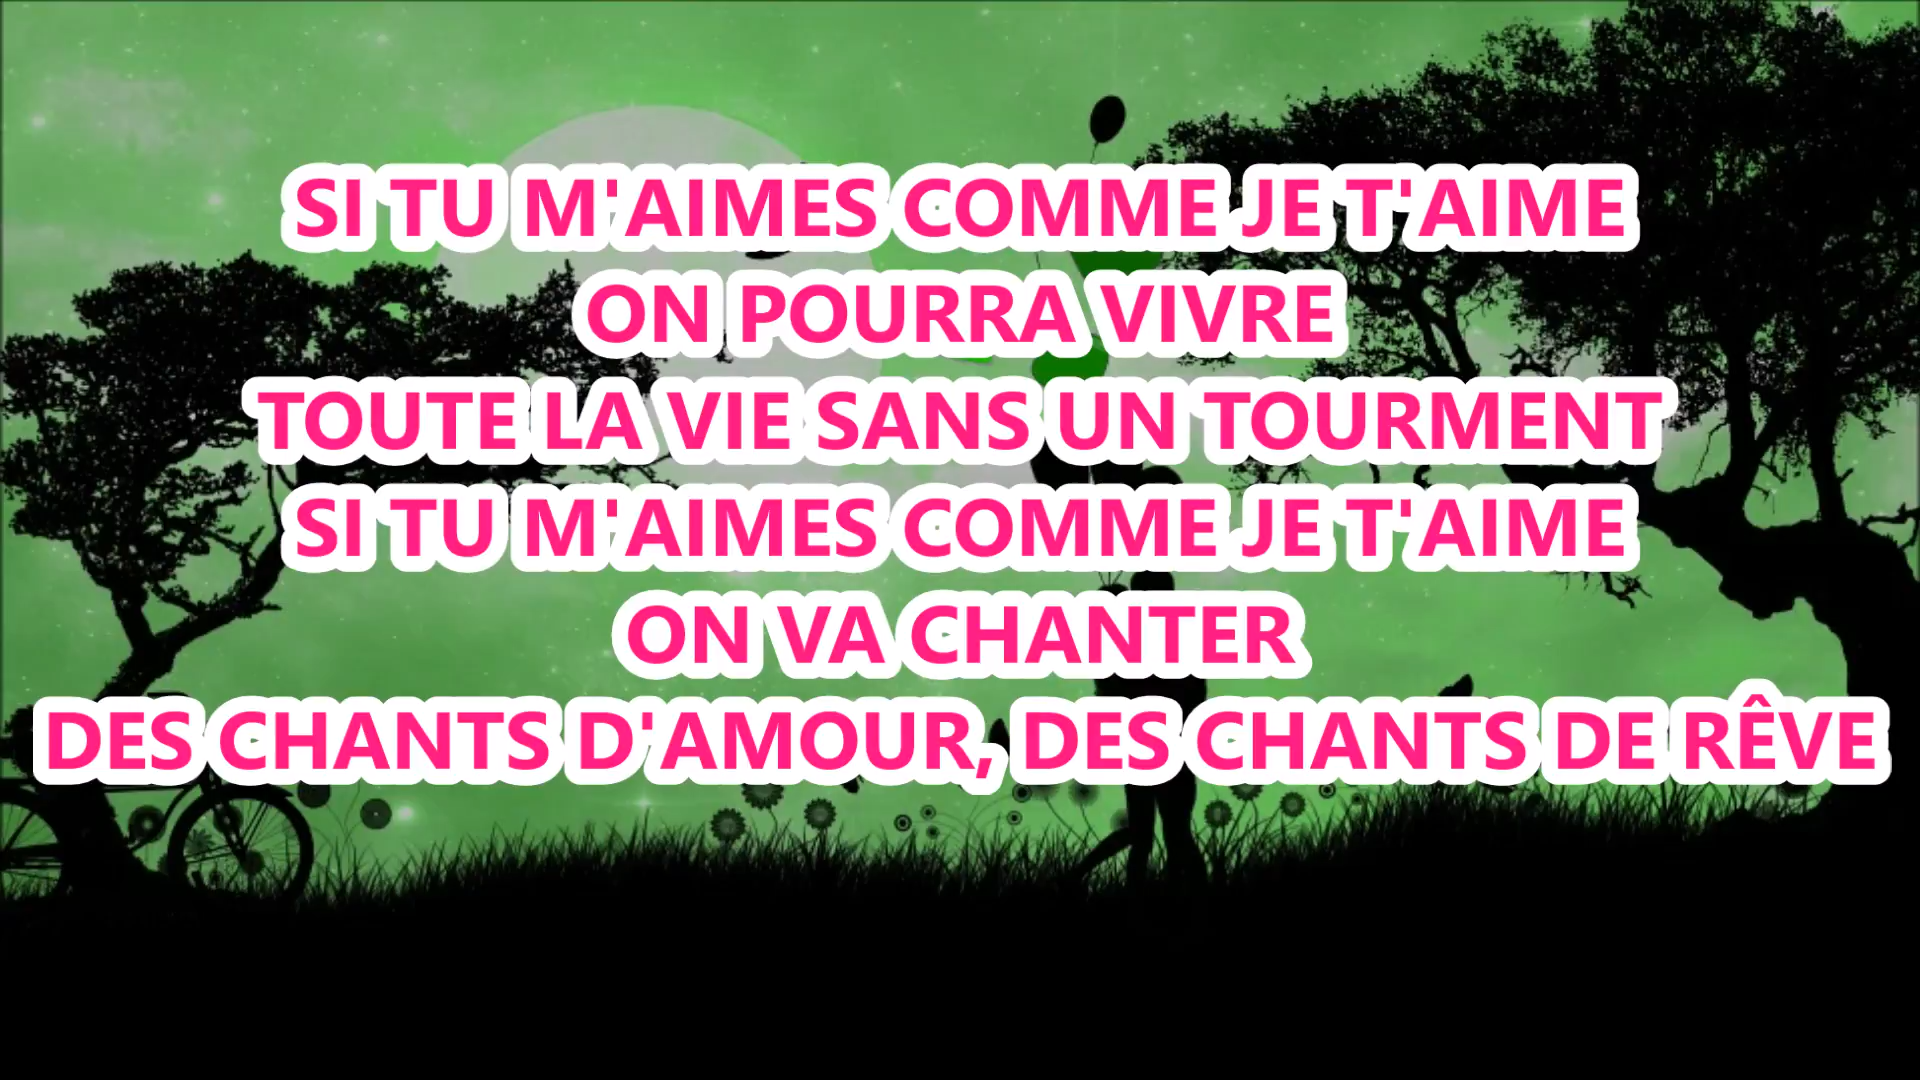 SI TU M'AIMES COMME JE T'AIME
ON POURRA VIVRE
TOUTE LA VIE SANS UN TOURMENT
SI TU M'AIMES COMME JE T'AIME
ON VA CHANTER
DES CHANTS D'AMOUR, DES CHANTS DE RÊVE